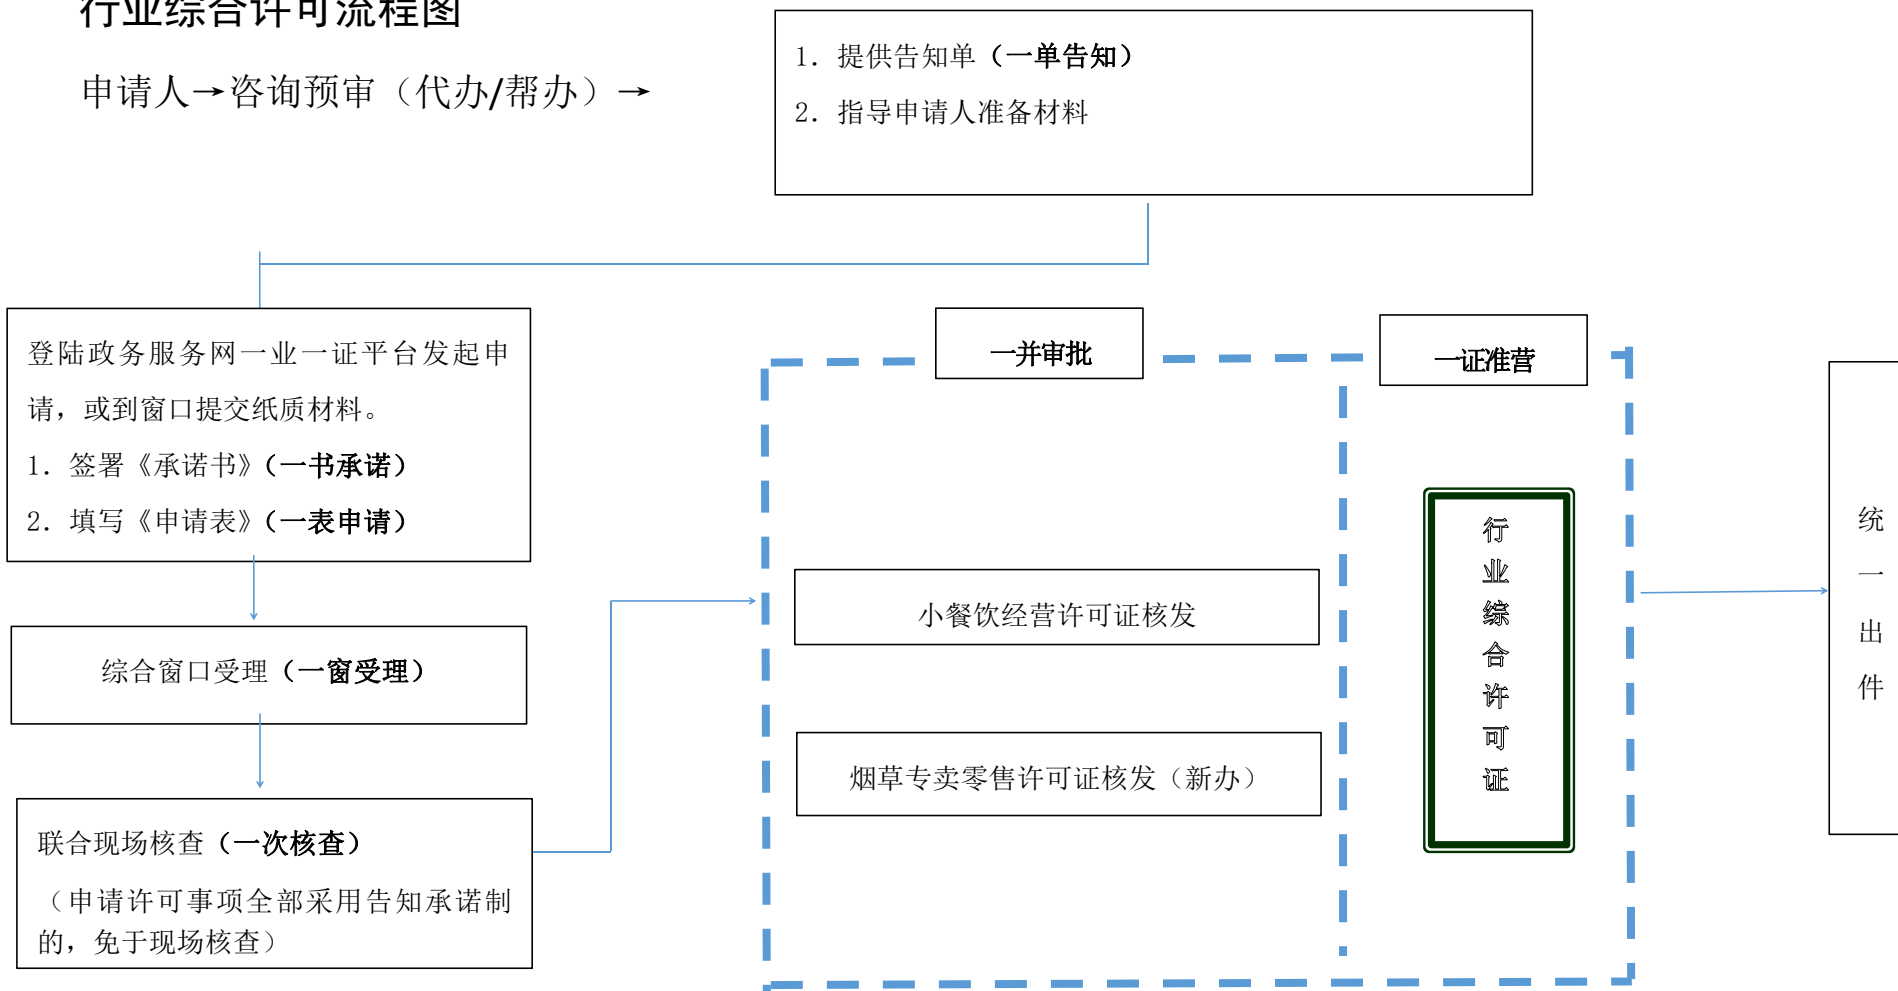 行业综合许可流程图
申请人→咨询预审（代办/帮办）→
1. 提供告知单（一单告知）
2. 指导申请人准备材料
登陆政务服务网一业一证平台发起申
请，或到窗口提交纸质材料。
1. 签署《承诺书》（一书承诺）
2. 填写《申请表》（一表申请）
综合窗口受理（一窗受理）
联合现场核查（一次核查）
（申请许可事项全部采用告知承诺制
的，免于现场核查）
一并审批
小餐饮经营许可证核发
烟草专卖零售许可证核发（新办）
一证准营
行
业
综
合
许
可
证
统
一
出
件